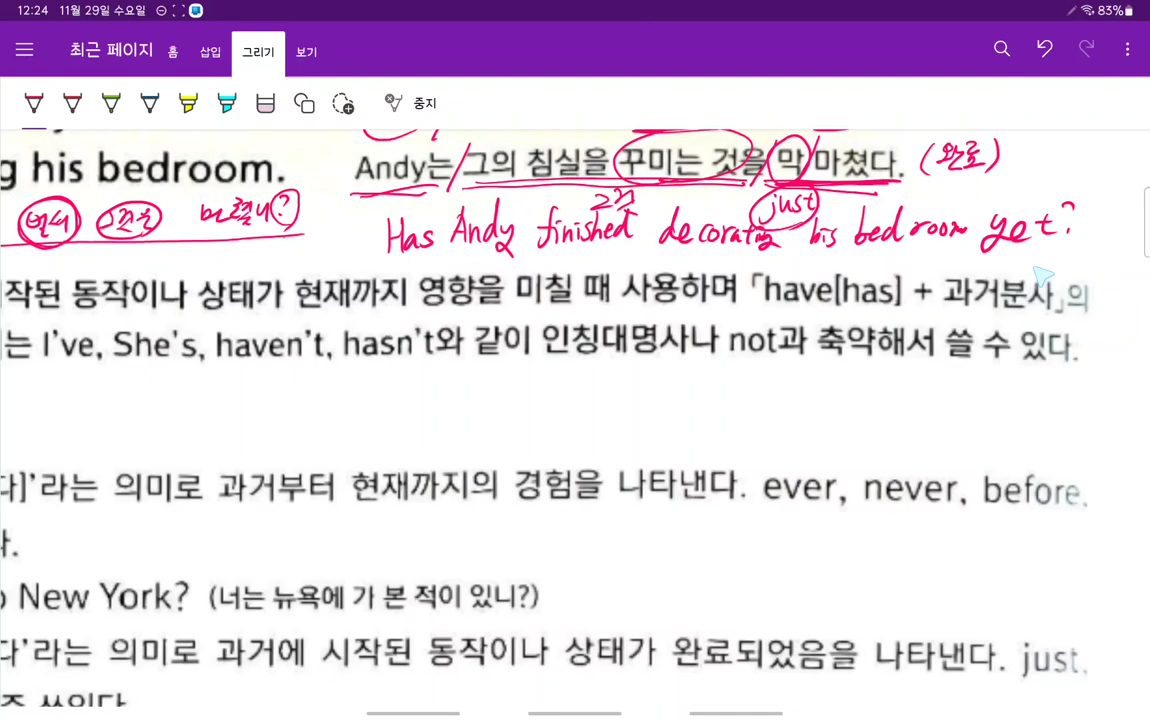 12:24 11월 29일 수요일 83%
최근 페이지 홈 삽입 그리기 보기
중지
g his bedroom. Andy는 그의 침실을 꾸미는 것을 막 마쳤다. (완료)
just
Has Andy finished decorating his bedroom yet?
작된 동작이나 상태가 현재까지 영향을 미칠 때 사용하며 「have[has] + 과거분사」의
는 I've, She's, haven't, hasn't와 같이 인칭대명사나 not과 축약해서 쓸 수 있다.
다]'라는 의미로 과거부터 현재까지의 경험을 나타낸다. ever, never, before,
다.
o New York? (너는 뉴욕에 가 본 적이 있니?)
다'라는 의미로 과거에 시작된 동작이나 상태가 완료되었음을 나타낸다. just,
주 쓰인다.